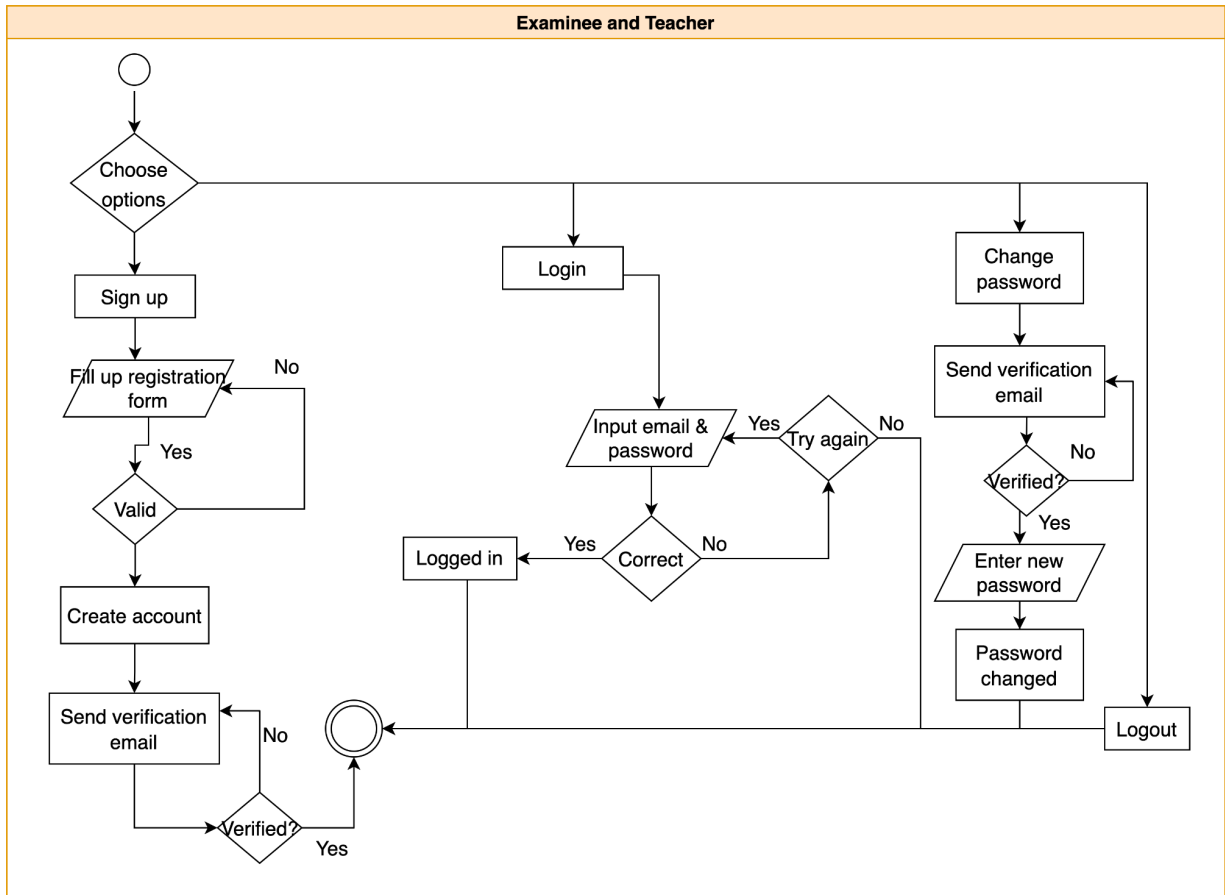 Examinee and Teacher
Choose
options
Sign up
Fill up registration
form
No
Yes
Valid
Create account
Send verification
email
No
Verified?
Yes
Login
Input email &
password
Yes
Try again
No
Logged in
Yes
Correct
No
Change
password
Send verification
email
No
Verified?
Yes
Enter new
password
Password
changed
Logout